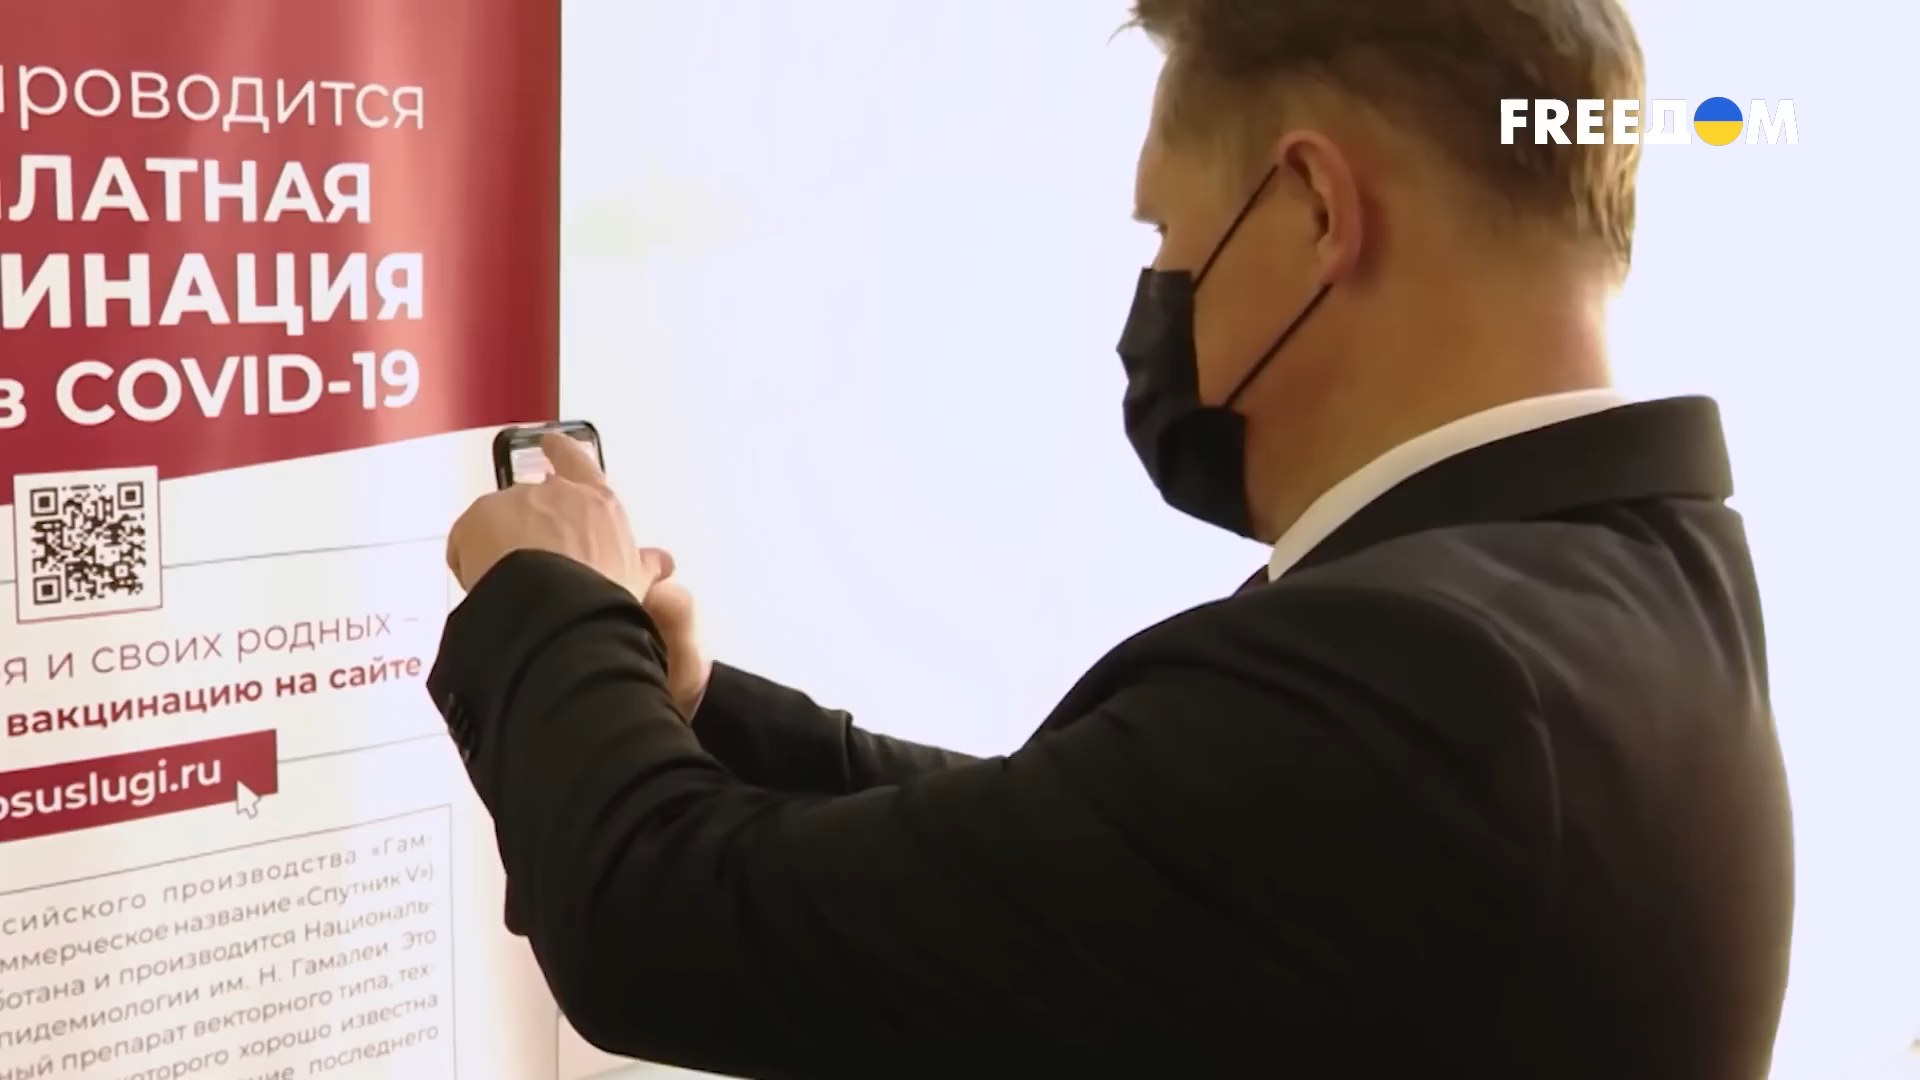 проводится
ПЛАТНАЯ
ИНАЦИЯ
в COVID-19
FREEДOM
я и своих родных –
вакцинацию на сайте
osuslugi.ru
сийского производства «Гам-
ммерческое название «Спутник V»)
ботана и производится Националь-
пидемиологии им. Н. Гамалеи. Это
ный препарат векторного типа, тех-
которого хорошо известна
ние последнего